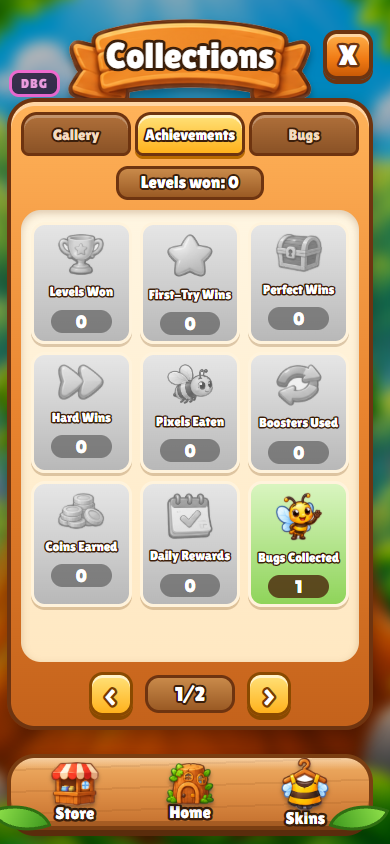 Collections
X
DBG
Gallery
Achievements
Bugs
Levels won: 0
Levels Won
0
First-Try Wins
0
Perfect Wins
0
Hard Wins
0
Pixels Eaten
0
Boosters Used
0
Coins Earned
0
Daily Rewards
0
Bugs Collected
1
1/2
Store
Home
Skins